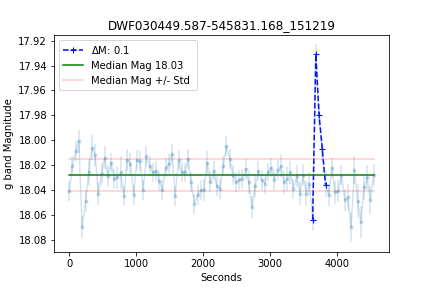 DWF030449.587-545831.168_151219
ΔM: 0.1
Median Mag 18.03
Median Mag +/- Std
g band Magnitude
17.92
17.94
17.96
17.98
18.00
18.02
18.04
18.06
18.08
0 1000 2000 3000 4000
Seconds